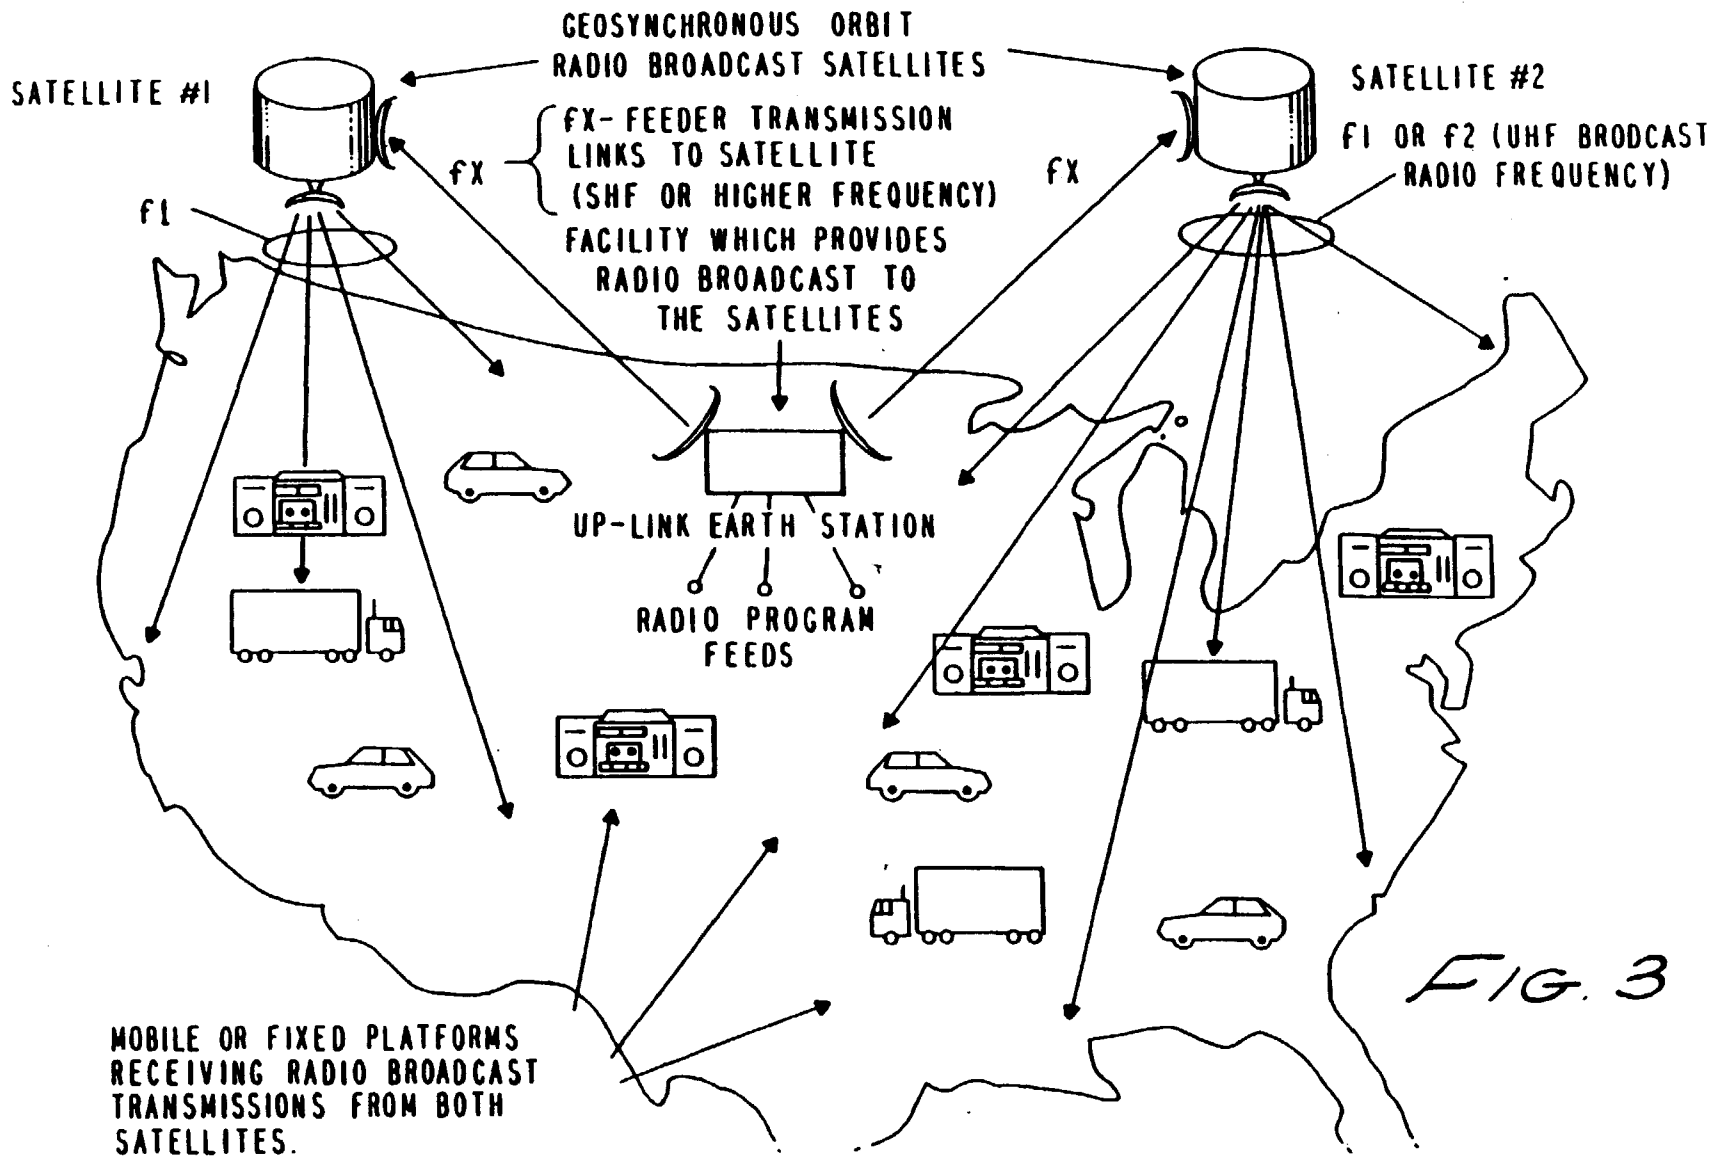 GEOSYNCHRONOUS ORBIT
RADIO BROADCAST SATELLITES
SATELLITE #1
SATELLITE #2
fX-FEEDER TRANSMISSION
LINKS TO SATELLITE
(SHF OR HIGHER FREQUENCY)
fX
fX
f1 OR f2 (UHF BRODCAST
RADIO FREQUENCY)
f1
FACILITY WHICH PROVIDES
RADIO BROADCAST TO
THE SATELLITES
UP-LINK EARTH STATION
RADIO PROGRAM
FEEDS
FIG. 3
MOBILE OR FIXED PLATFORMS
RECEIVING RADIO BROADCAST
TRANSMISSIONS FROM BOTH
SATELLITES.